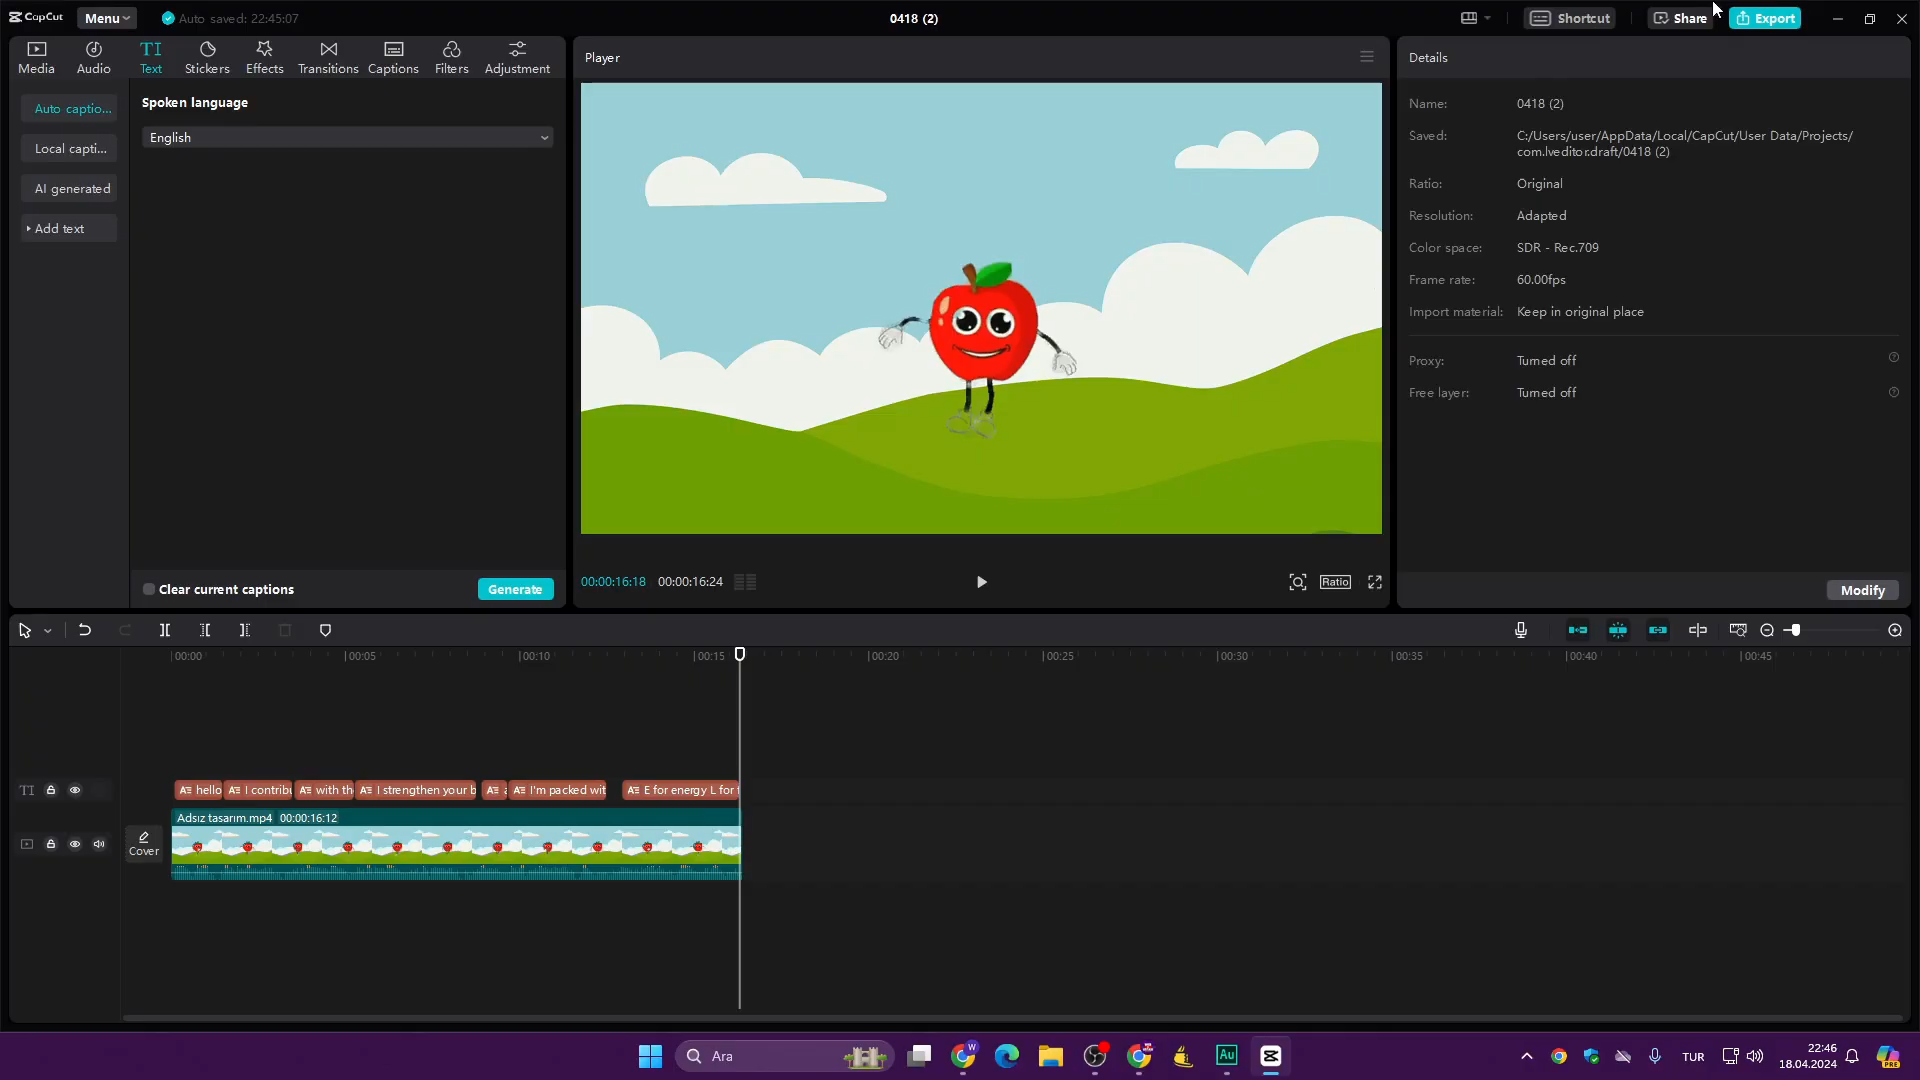 CapCut
Menu
Auto saved: 22:45:07
0418 (2)
Shortcut
Share
Export
Media
Audio
TI
Text
Stickers
Effects
Transitions
Captions
Filters
Adjustment
Player
Details
Auto captio...
Local capti...
AI generated
Add text
Spoken language
English
Clear current captions
Generate
00:00:16:18
00:00:16:24
Ratio
Name: 0418 (2)
Saved: C:/Users/user/AppData/Local/CapCut/User Data/Projects/
com.lveditor.draft/0418 (2)
Ratio: Original
Resolution: Adapted
Color space: SDR - Rec.709
Frame rate: 60.00fps
Import material: Keep in original place
Proxy: Turned off
Free layer: Turned off
Modify
00:00
00:05
00:10
00:15
00:20
00:25
00:30
00:35
00:40
00:45
TI
hello
I contribu
with th
I strengthen your b
I'm packed wit
E for energy L for
Adsız tasarım.mp4 00:00:16:12
Cover
Ara
W
Au
TUR
22:46
18.04.2024
PRE